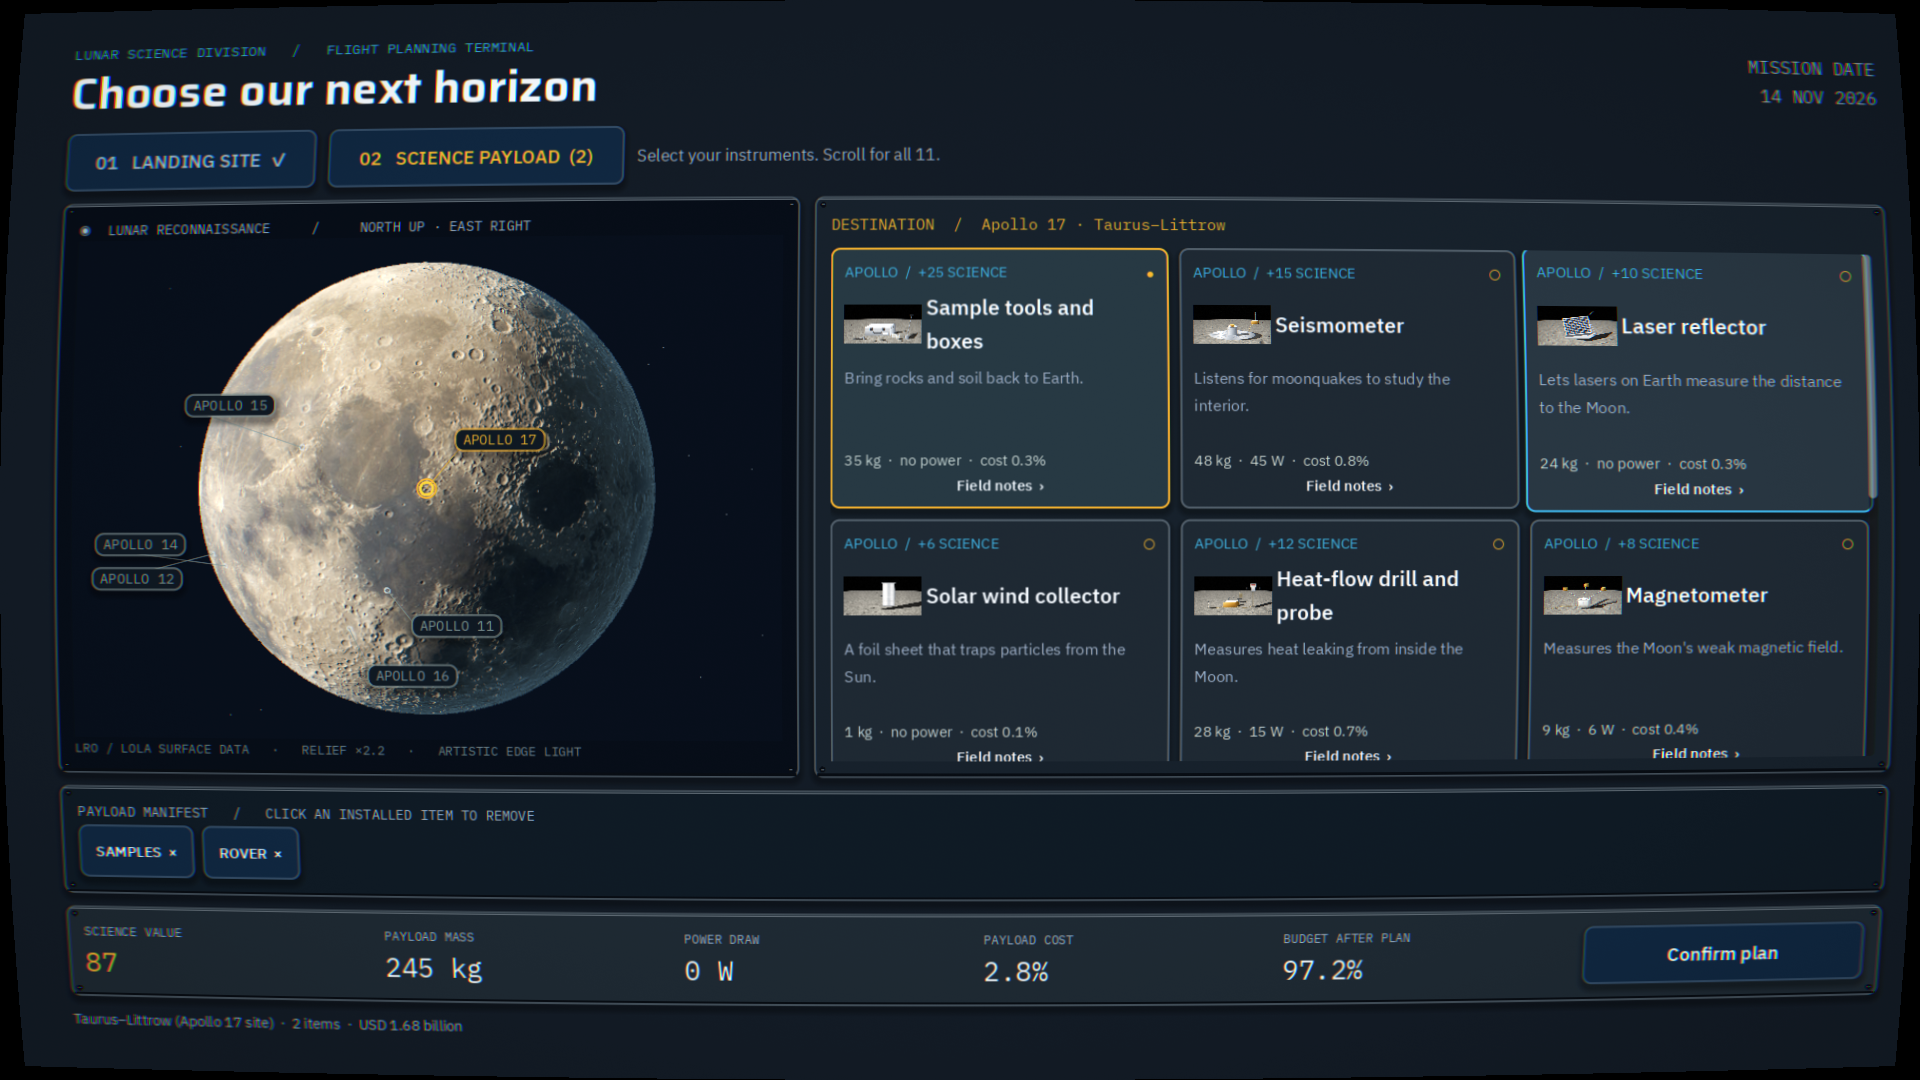 LUNAR SCIENCE DIVISION / FLIGHT PLANNING TERMINAL
Choose our next horizon
MISSION DATE
14 NOV 2026
01 LANDING SITE ✓
02 SCIENCE PAYLOAD (2)
Select your instruments. Scroll for all 11.
LUNAR RECONNAISSANCE / NORTH UP · EAST RIGHT
APOLLO 15
APOLLO 17
APOLLO 14
APOLLO 12
APOLLO 11
APOLLO 16
LRO / LOLA SURFACE DATA · RELIEF ×2.2 · ARTISTIC EDGE LIGHT
DESTINATION / Apollo 17 · Taurus–Littrow
APOLLO / +25 SCIENCE
Sample tools and
boxes
Bring rocks and soil back to Earth.
35 kg · no power · cost 0.3%
Field notes ›
APOLLO / +15 SCIENCE
Seismometer
Listens for moonquakes to study the
interior.
48 kg · 45 W · cost 0.8%
Field notes ›
APOLLO / +10 SCIENCE
Laser reflector
Lets lasers on Earth measure the distance
to the Moon.
24 kg · no power · cost 0.3%
Field notes ›
APOLLO / +6 SCIENCE
Solar wind collector
A foil sheet that traps particles from the
Sun.
1 kg · no power · cost 0.1%
Field notes ›
APOLLO / +12 SCIENCE
Heat-flow drill and
probe
Measures heat leaking from inside the
Moon.
28 kg · 15 W · cost 0.7%
Field notes ›
APOLLO / +8 SCIENCE
Magnetometer
Measures the Moon's weak magnetic field.
9 kg · 6 W · cost 0.4%
Field notes ›
PAYLOAD MANIFEST / CLICK AN INSTALLED ITEM TO REMOVE
SAMPLES ×
ROVER ×
SCIENCE VALUE
87
PAYLOAD MASS
245 kg
POWER DRAW
0 W
PAYLOAD COST
2.8%
BUDGET AFTER PLAN
97.2%
Confirm plan
Taurus–Littrow (Apollo 17 site) · 2 items · USD 1.68 billion